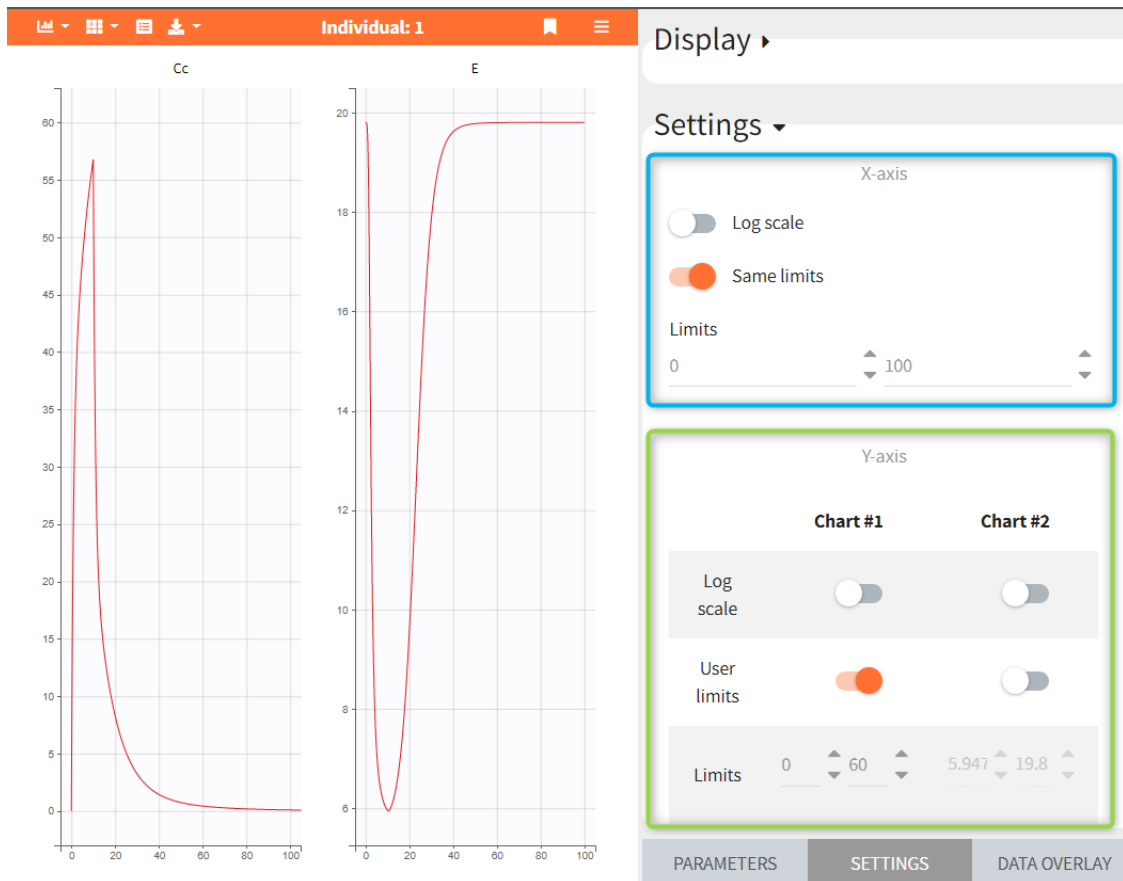 Individual: 1
Cc
60
55
50
45
40
35
30
25
20
15
10
5
0
0 20 40 60 80 100
E
20
18
16
14
12
10
8
6
0 20 40 60 80 100
Display
Settings
X-axis
Log scale
Same limits
Limits
0 100
Y-axis
Chart #1 Chart #2
Log
scale
User
limits
Limits 0 60 5.947 19.8
PARAMETERS SETTINGS DATA OVERLAY